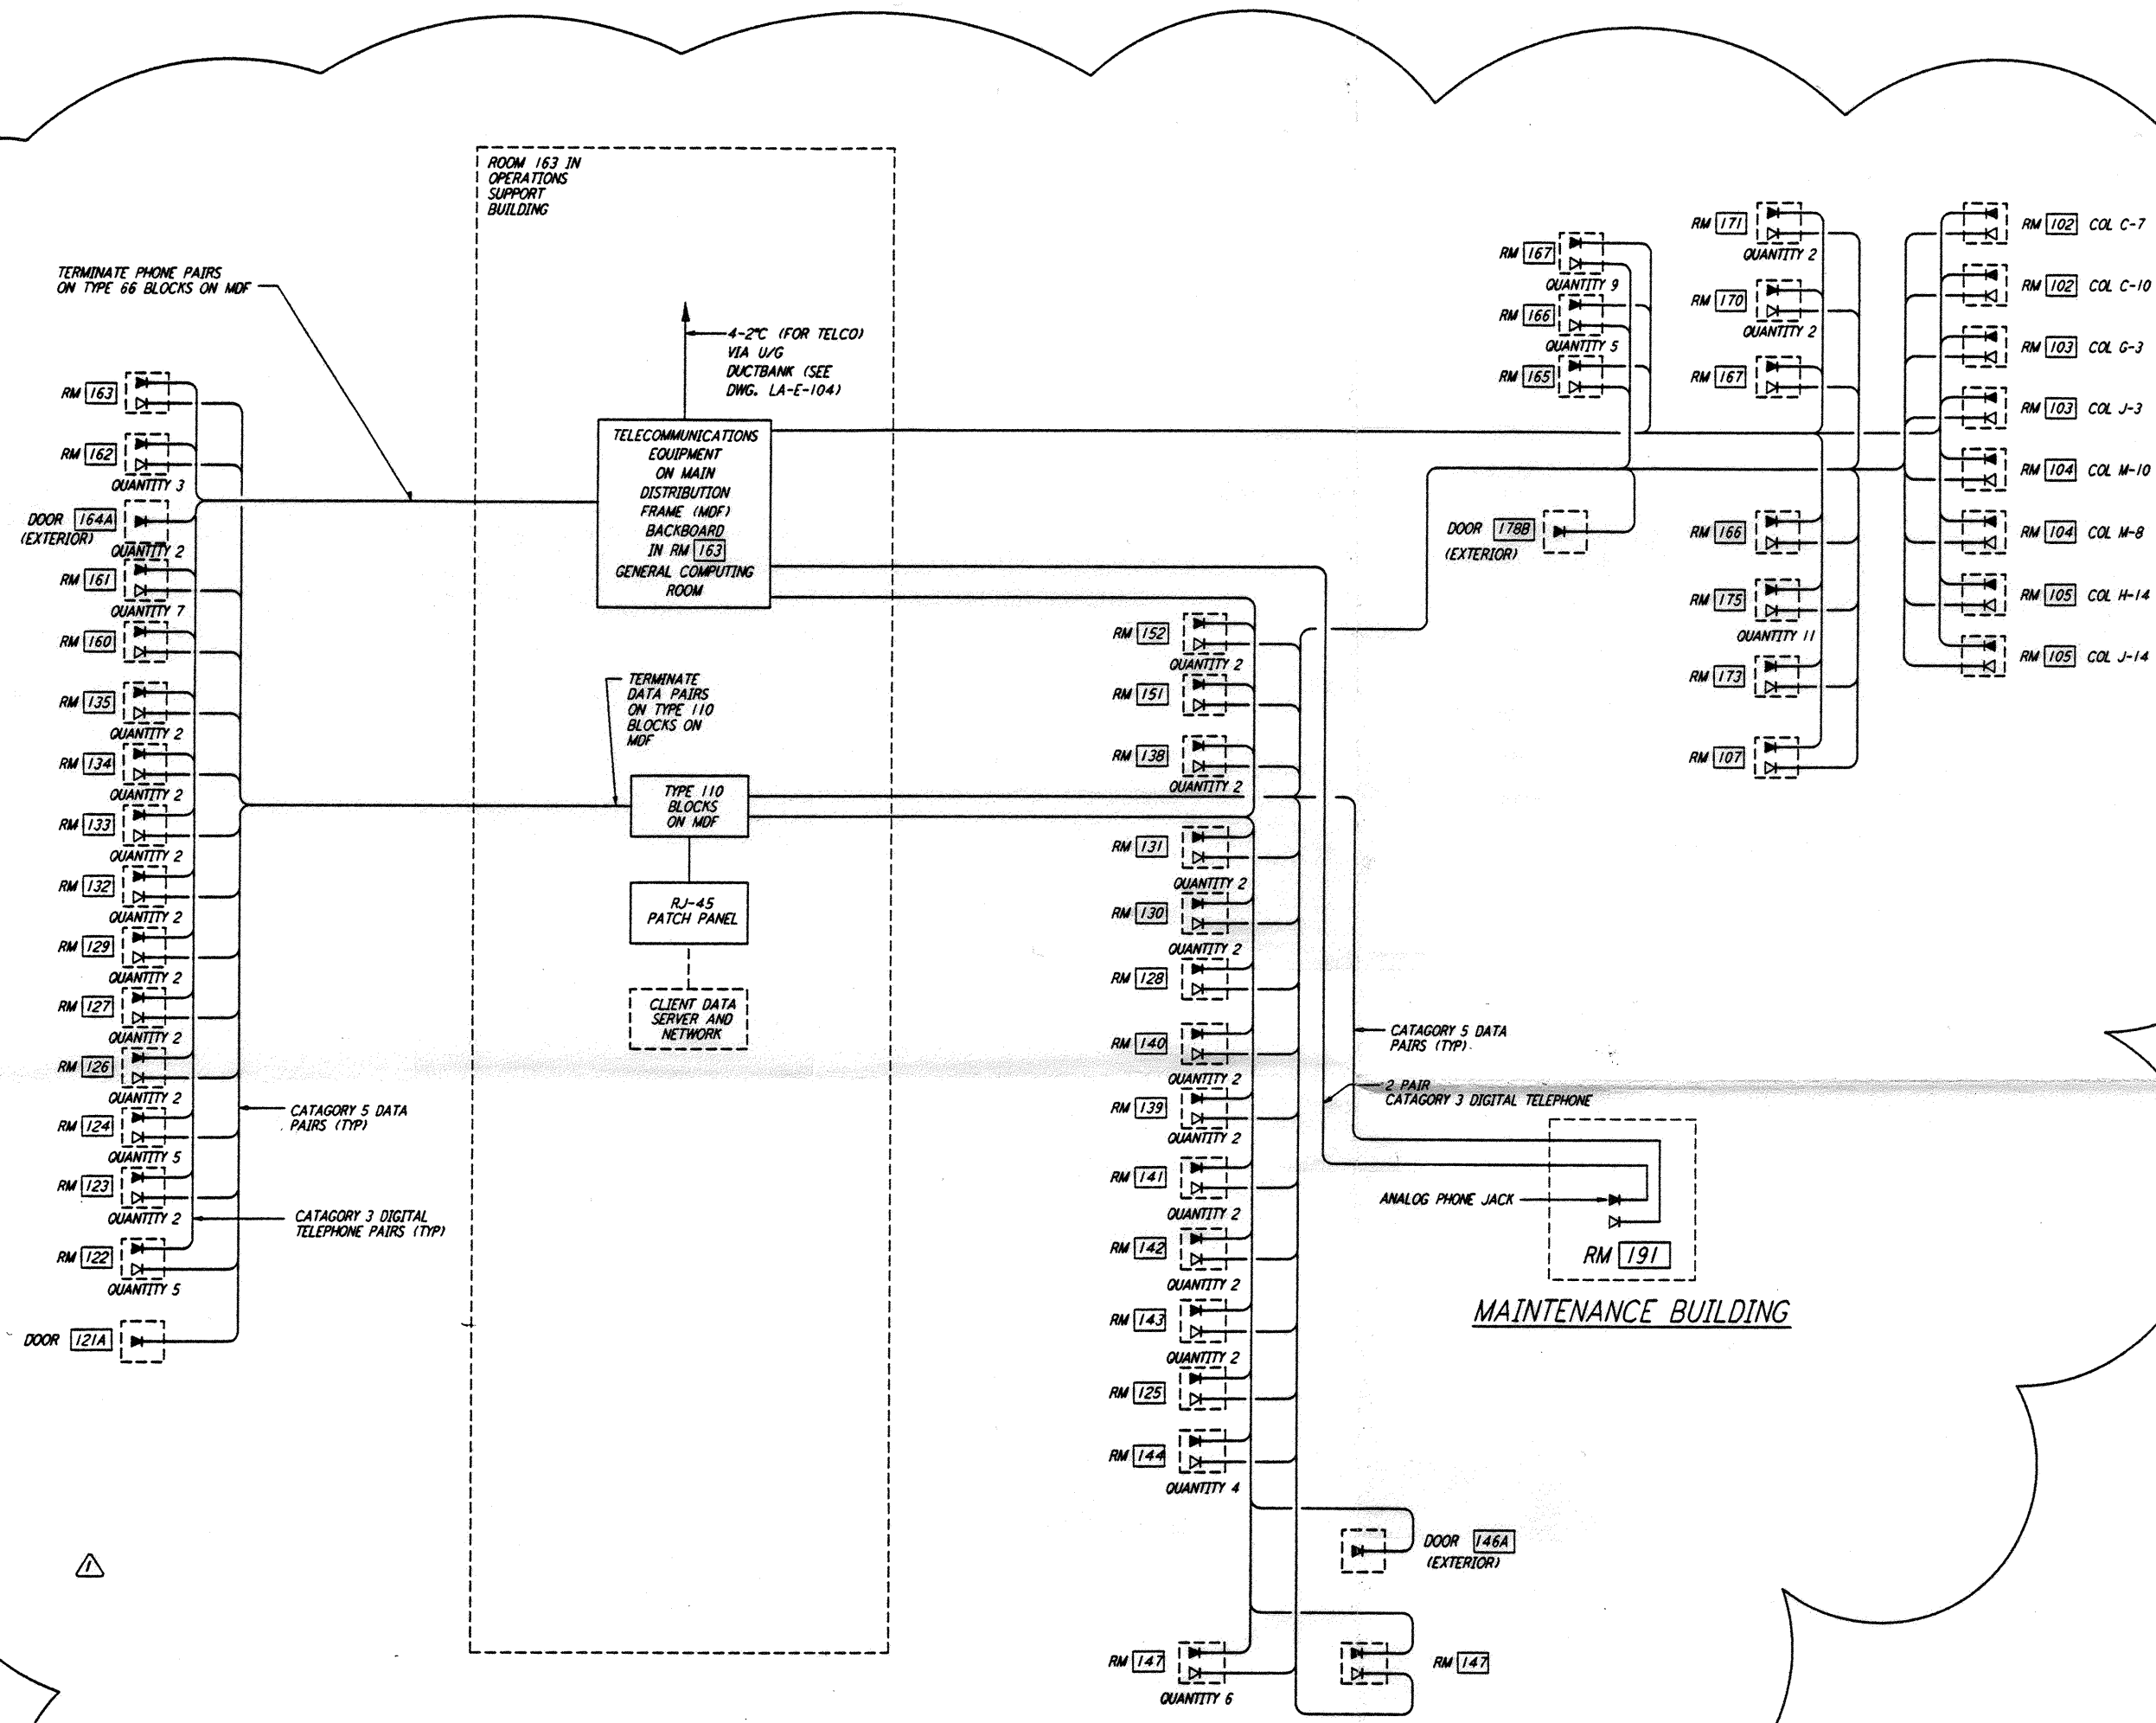 ROOM 163 IN
OPERATIONS
SUPPORT
BUILDING
TERMINATE PHONE PAIRS
ON TYPE 66 BLOCKS ON MDF
4-2"C (FOR TELCO)
VIA U/G
DUCTBANK (SEE
DWG. LA-E-104)
TELECOMMUNICATIONS
EQUIPMENT
ON MAIN
DISTRIBUTION
FRAME (MDF)
BACKBOARD
IN RM 163
GENERAL COMPUTING
ROOM
TERMINATE
DATA PAIRS
ON TYPE 110
BLOCKS ON
MDF
TYPE 110
BLOCKS
ON MDF
RJ-45
PATCH PANEL
CLIENT DATA
SERVER AND
NETWORK
RM 163
RM 162
QUANTITY 3
DOOR 164A
(EXTERIOR)
QUANTITY 2
RM 161
QUANTITY 7
RM 160
RM 135
QUANTITY 2
RM 134
QUANTITY 2
RM 133
QUANTITY 2
RM 132
QUANTITY 2
RM 129
QUANTITY 2
RM 127
QUANTITY 2
RM 126
QUANTITY 2
RM 124
QUANTITY 5
RM 123
QUANTITY 2
RM 122
QUANTITY 5
DOOR 121A
CATAGORY 5 DATA
PAIRS (TYP)
CATAGORY 3 DIGITAL
TELEPHONE PAIRS (TYP)
1
RM 152
QUANTITY 2
RM 151
RM 138
QUANTITY 2
RM 131
QUANTITY 2
RM 130
QUANTITY 2
RM 128
RM 140
QUANTITY 2
RM 139
QUANTITY 2
RM 141
QUANTITY 2
RM 142
QUANTITY 2
RM 143
QUANTITY 2
RM 125
RM 144
QUANTITY 4
DOOR 146A
(EXTERIOR)
RM 147
QUANTITY 6
RM 147
RM 167
QUANTITY 9
RM 166
QUANTITY 5
RM 165
DOOR 178B
(EXTERIOR)
RM 171
QUANTITY 2
RM 170
QUANTITY 2
RM 167
RM 166
RM 175
QUANTITY 11
RM 173
RM 107
RM 102 COL C-7
RM 102 COL C-10
RM 103 COL G-3
RM 103 COL J-3
RM 104 COL M-10
RM 104 COL M-8
RM 105 COL H-14
RM 105 COL J-14
CATAGORY 5 DATA
PAIRS (TYP)
2 PAIR
CATAGORY 3 DIGITAL TELEPHONE
ANALOG PHONE JACK
RM 191
MAINTENANCE BUILDING